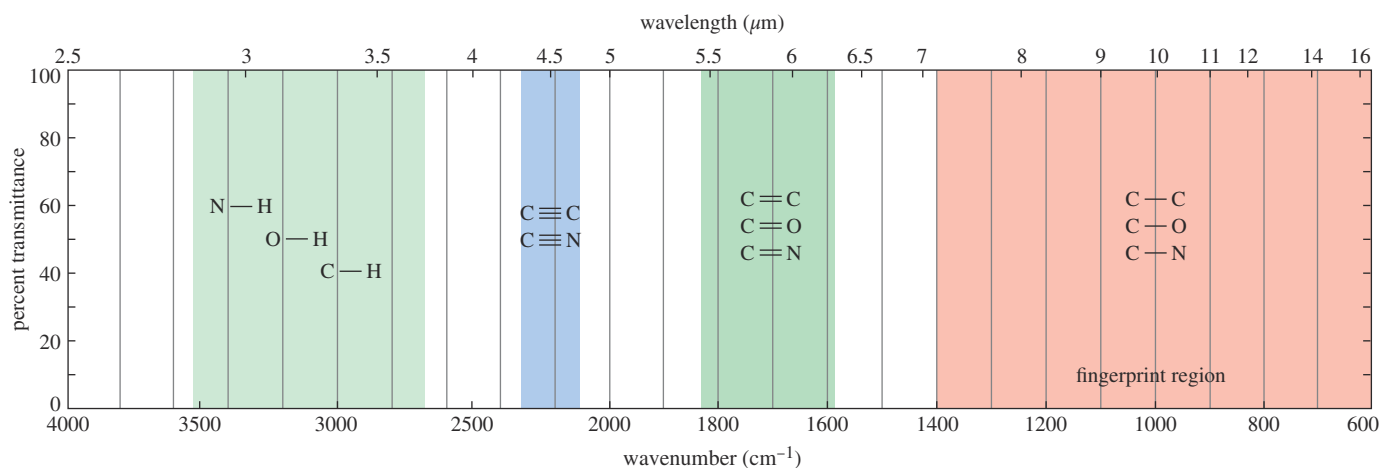 wavelength (μm)
2.5 3 3.5 4 4.5 5 5.5 6 6.5 7 8 9 10 11 12 14 16
percent transmittance
100
80
60
40
20
0
N—H
O—H
C—H
C≡C
C≡N
C=C
C=O
C=N
C—C
C—O
C—N
fingerprint region
4000 3500 3000 2500 2000 1800 1600 1400 1200 1000 800 600
wavenumber (cm⁻¹)